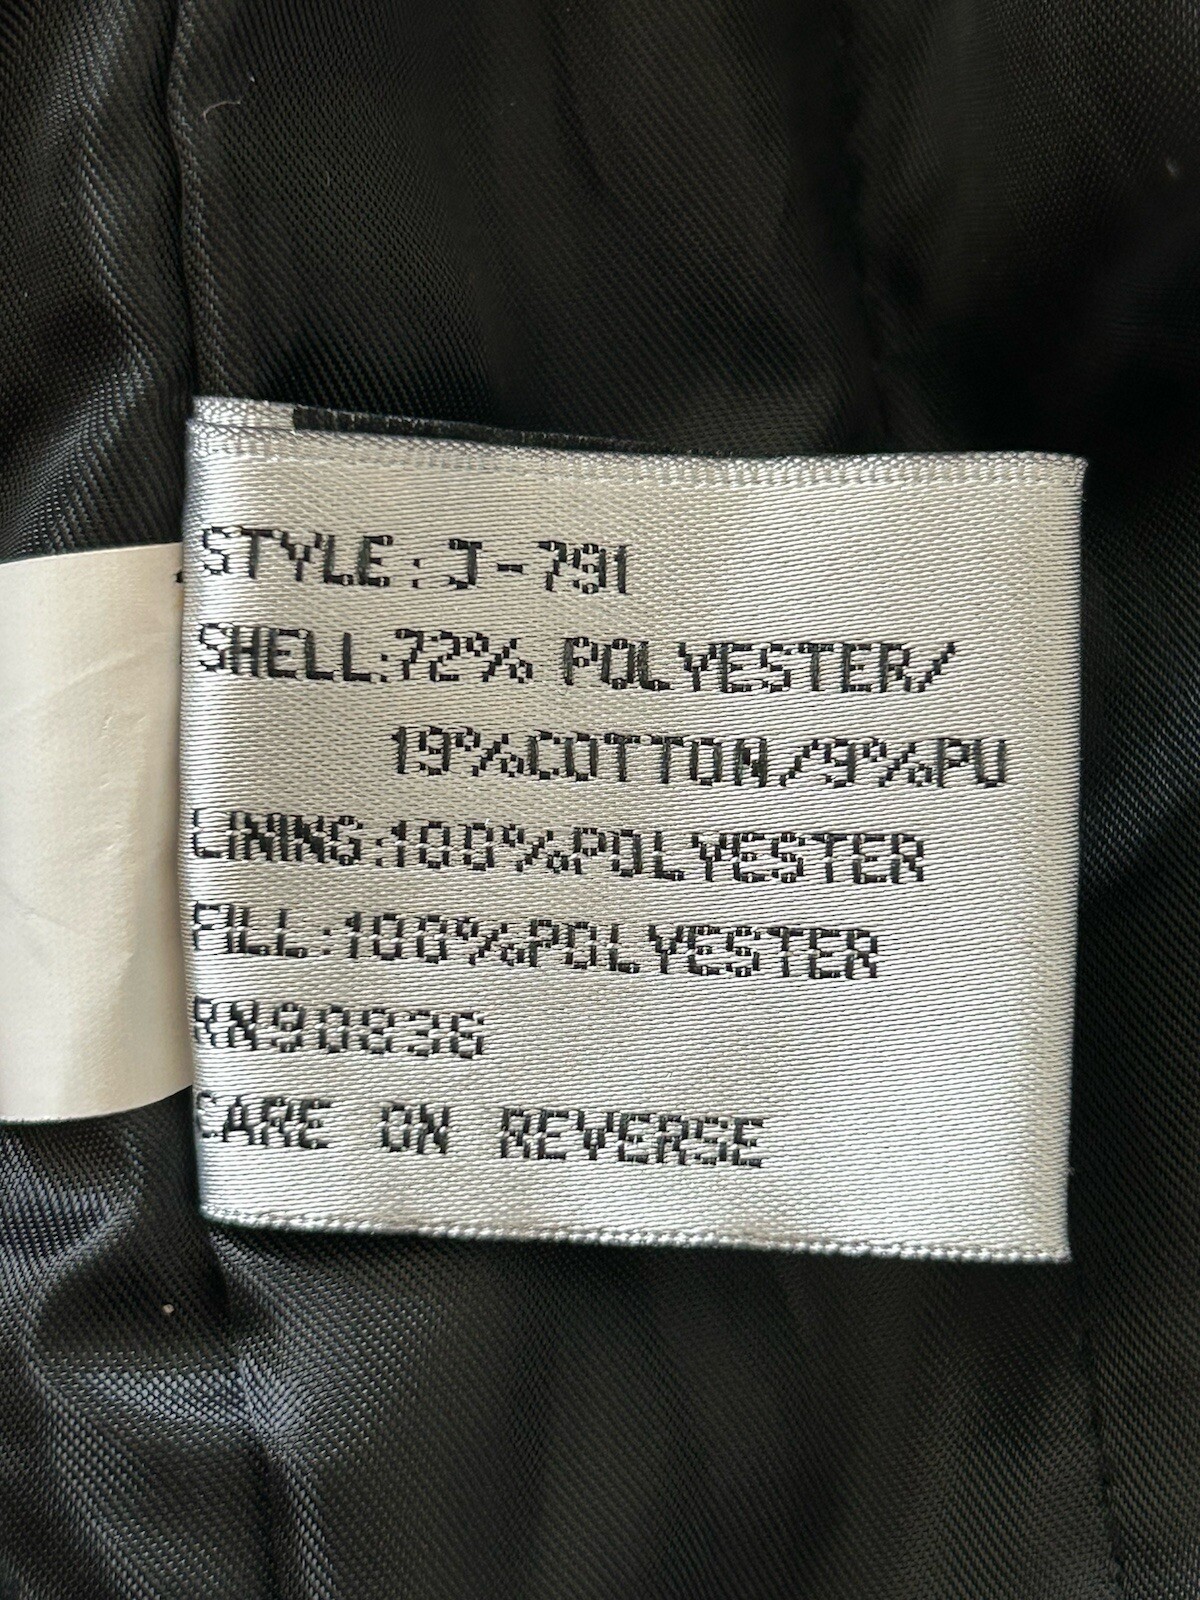 STYLE: J-791
SHELL:72% POLYESTER/
19%COTTON/9%PU
LINING:100%POLYESTER
FILL:100%POLYESTER
RN90836
CARE ON REVERSE